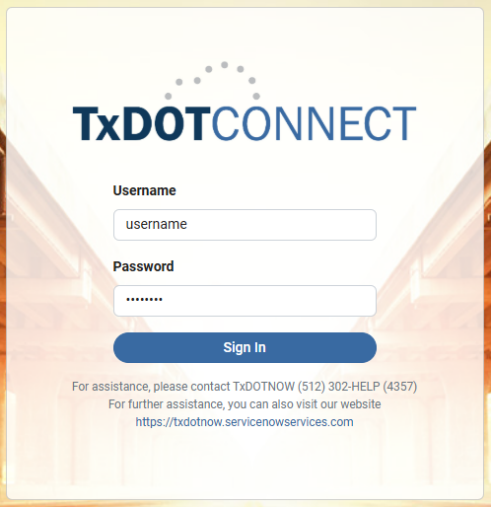 TxDOTCONNECT
Username
username
Password
••••••••
Sign In
For assistance, please contact TxDOTNOW (512) 302-HELP (4357)
For further assistance, you can also visit our website
https://txdotnow.servicenowservices.com